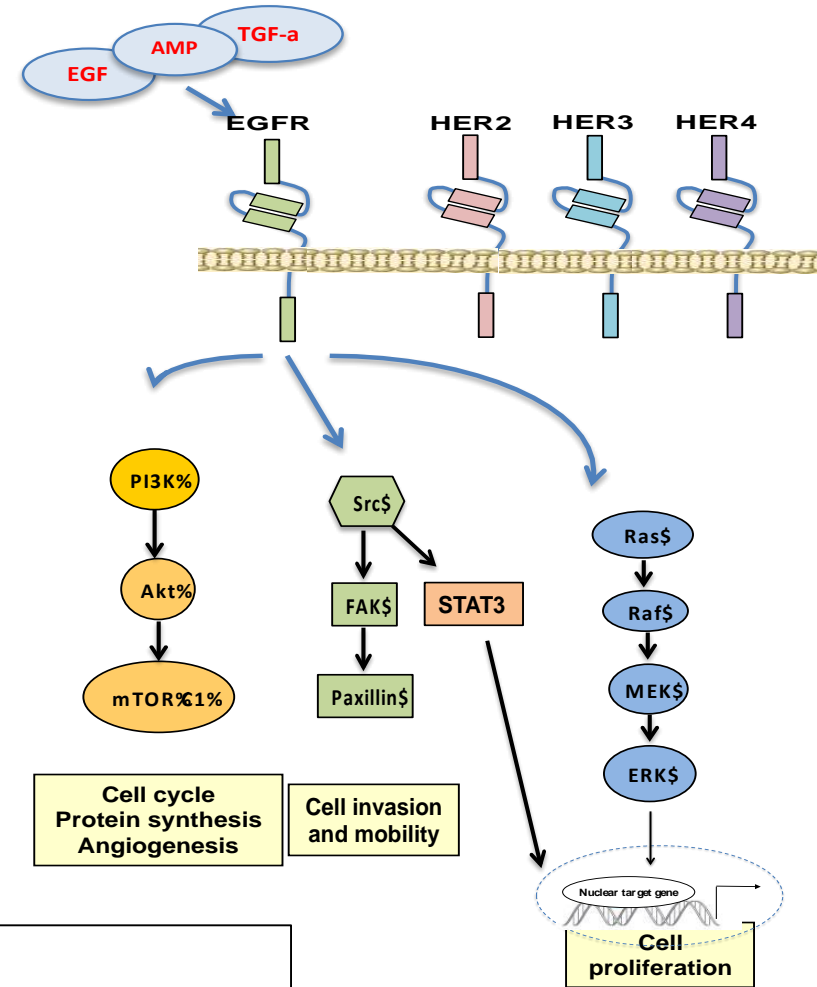 TGF-a
AMP
EGF
EGFR
HER2
HER3
HER4
PI3K%
Src$
Ras$
Akt%
FAK$
STAT3
Raf$
mTOR%C1%
Paxillin$
MEK$
ERK$
Cell cycle
Protein synthesis
Angiogenesis
Cell invasion
and mobility
Nuclear target gene
Cell
proliferation